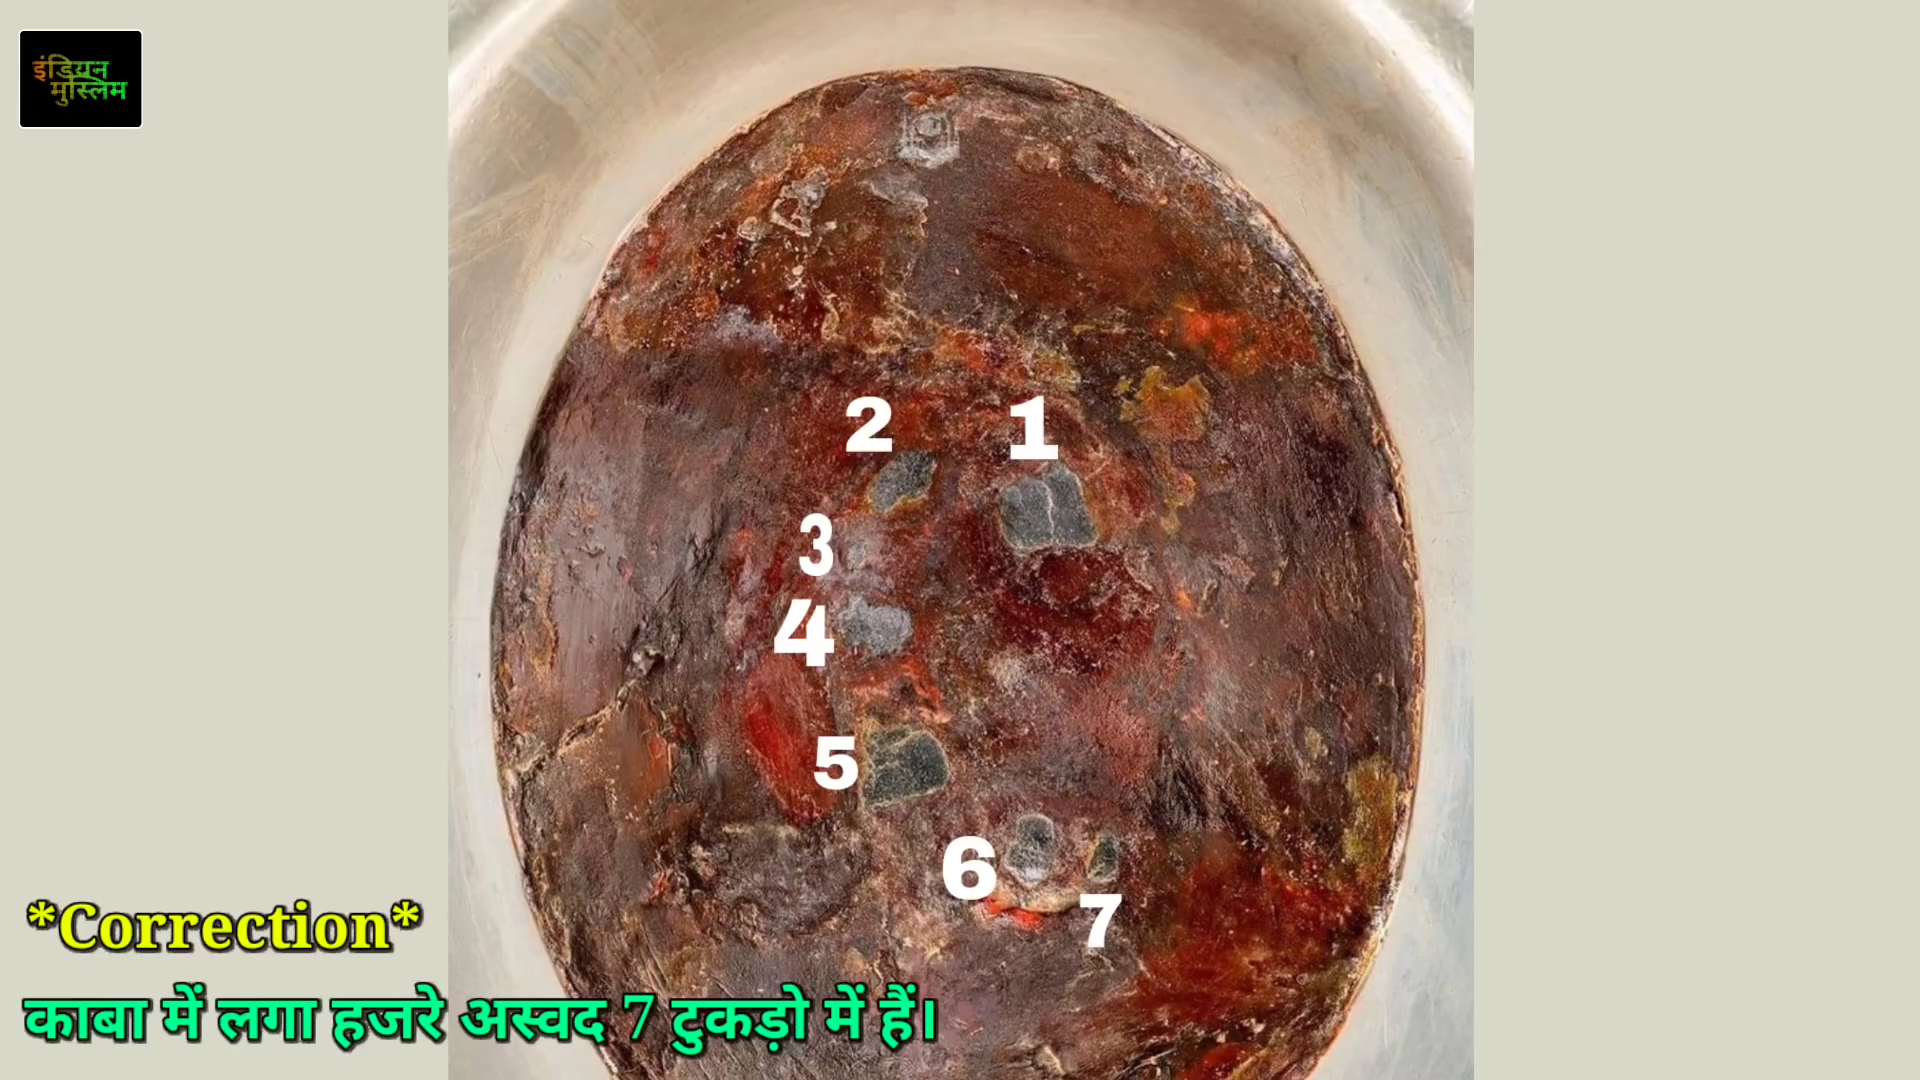 इंडियन
मुस्लिम
2 1
3
4
5
6
7
*Correction*
काबा में लगा हजरे अस्वद 7 टुकड़ो में हैं।